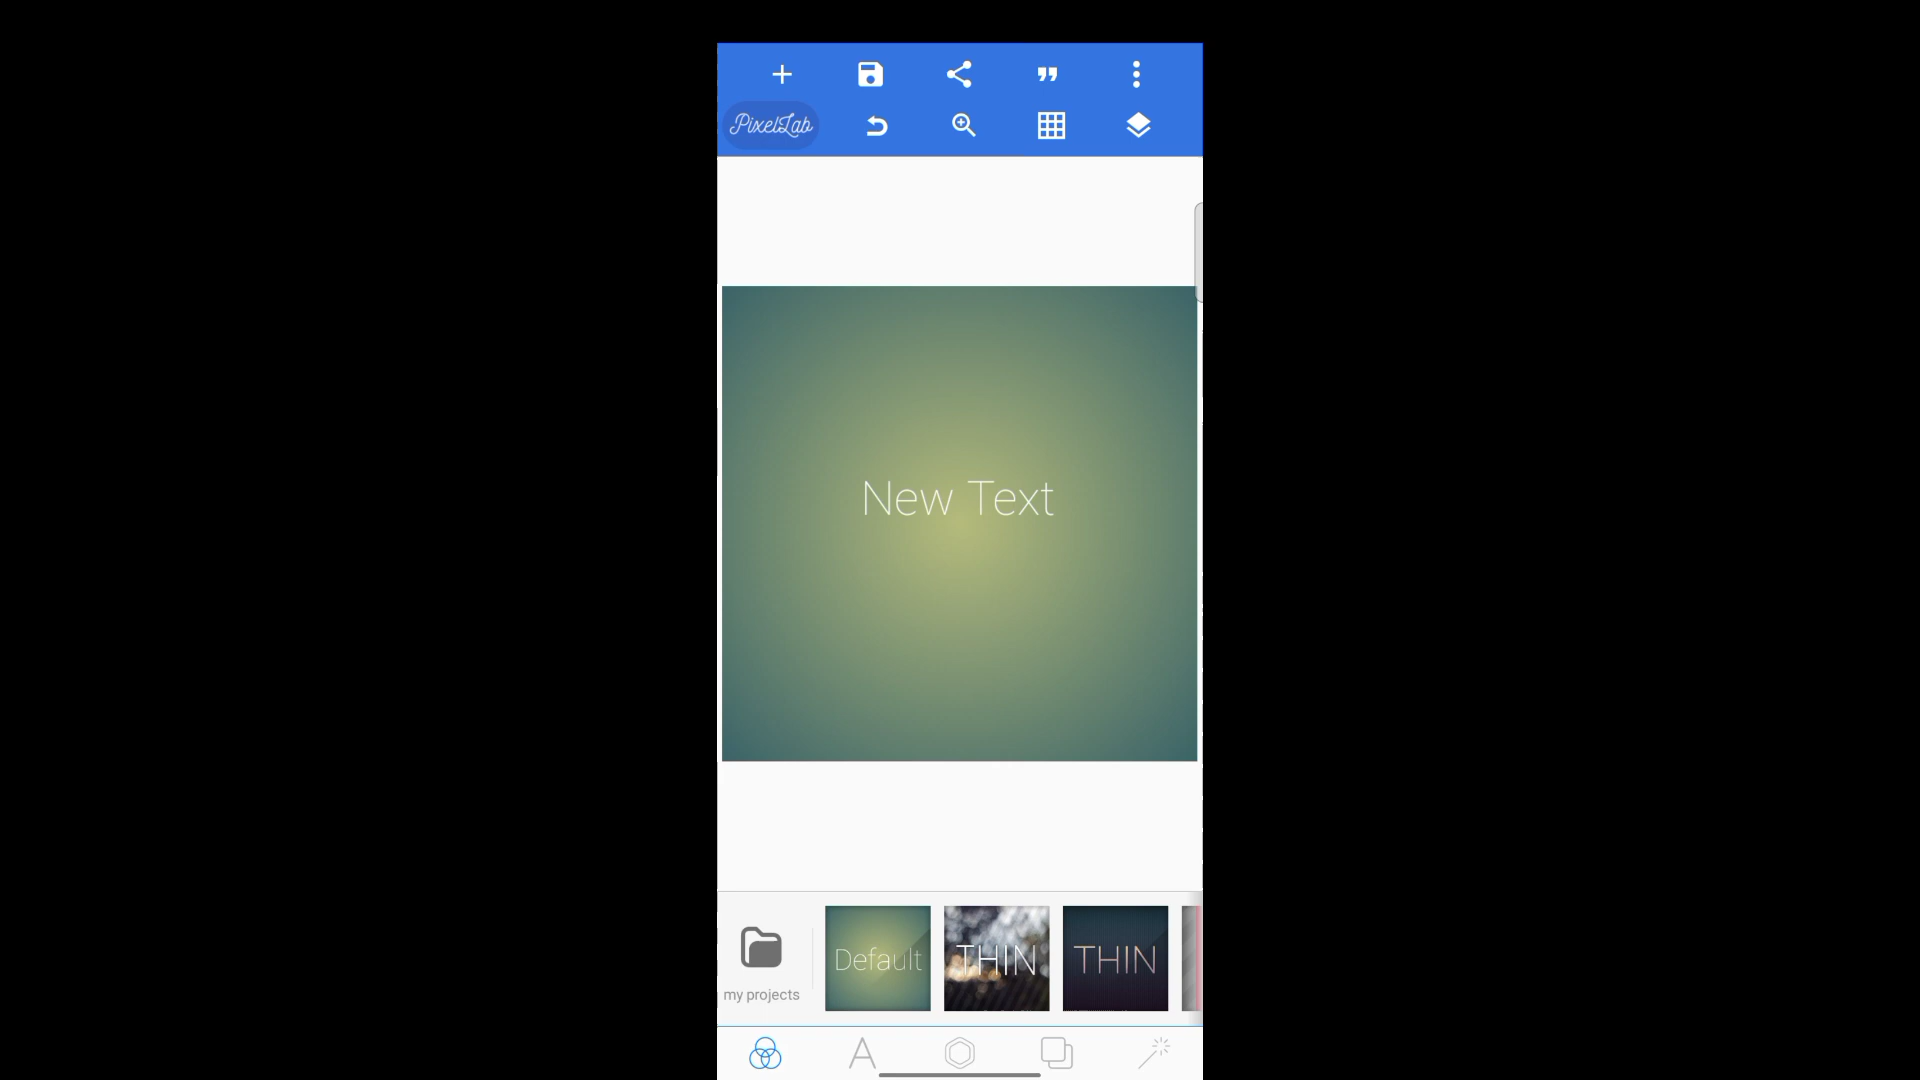 PixelLab
New Text
my projects
Default
THIN
THIN